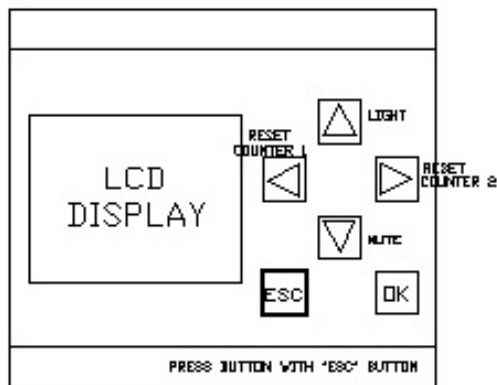 LIGHT
RESET
COUNTER 1
LCD
DISPLAY
RESET
COUNTER 2
MUTE
ESC
OK
PRESS BUTTON WITH "ESC" BUTTON